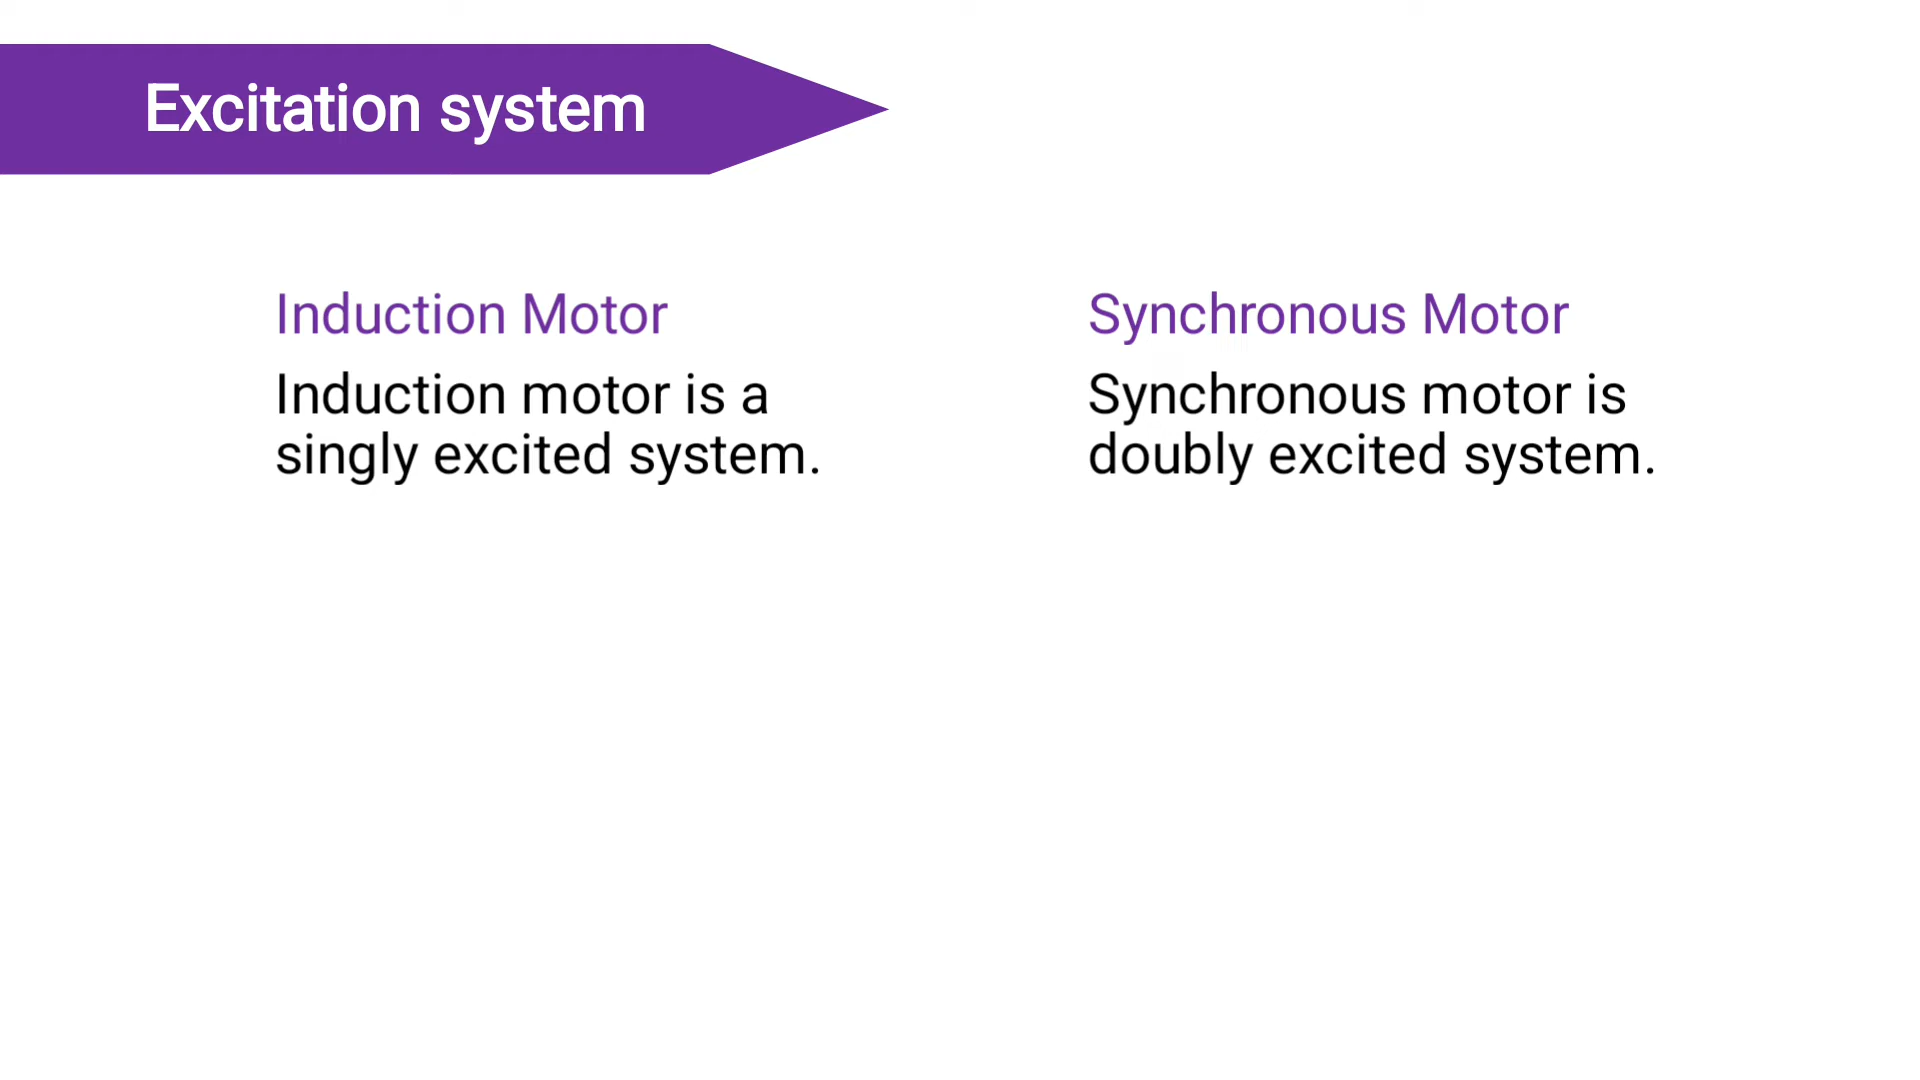 Excitation system
Induction Motor
Induction motor is a
singly excited system.
Synchronous Motor
Synchronous motor is
doubly excited system.